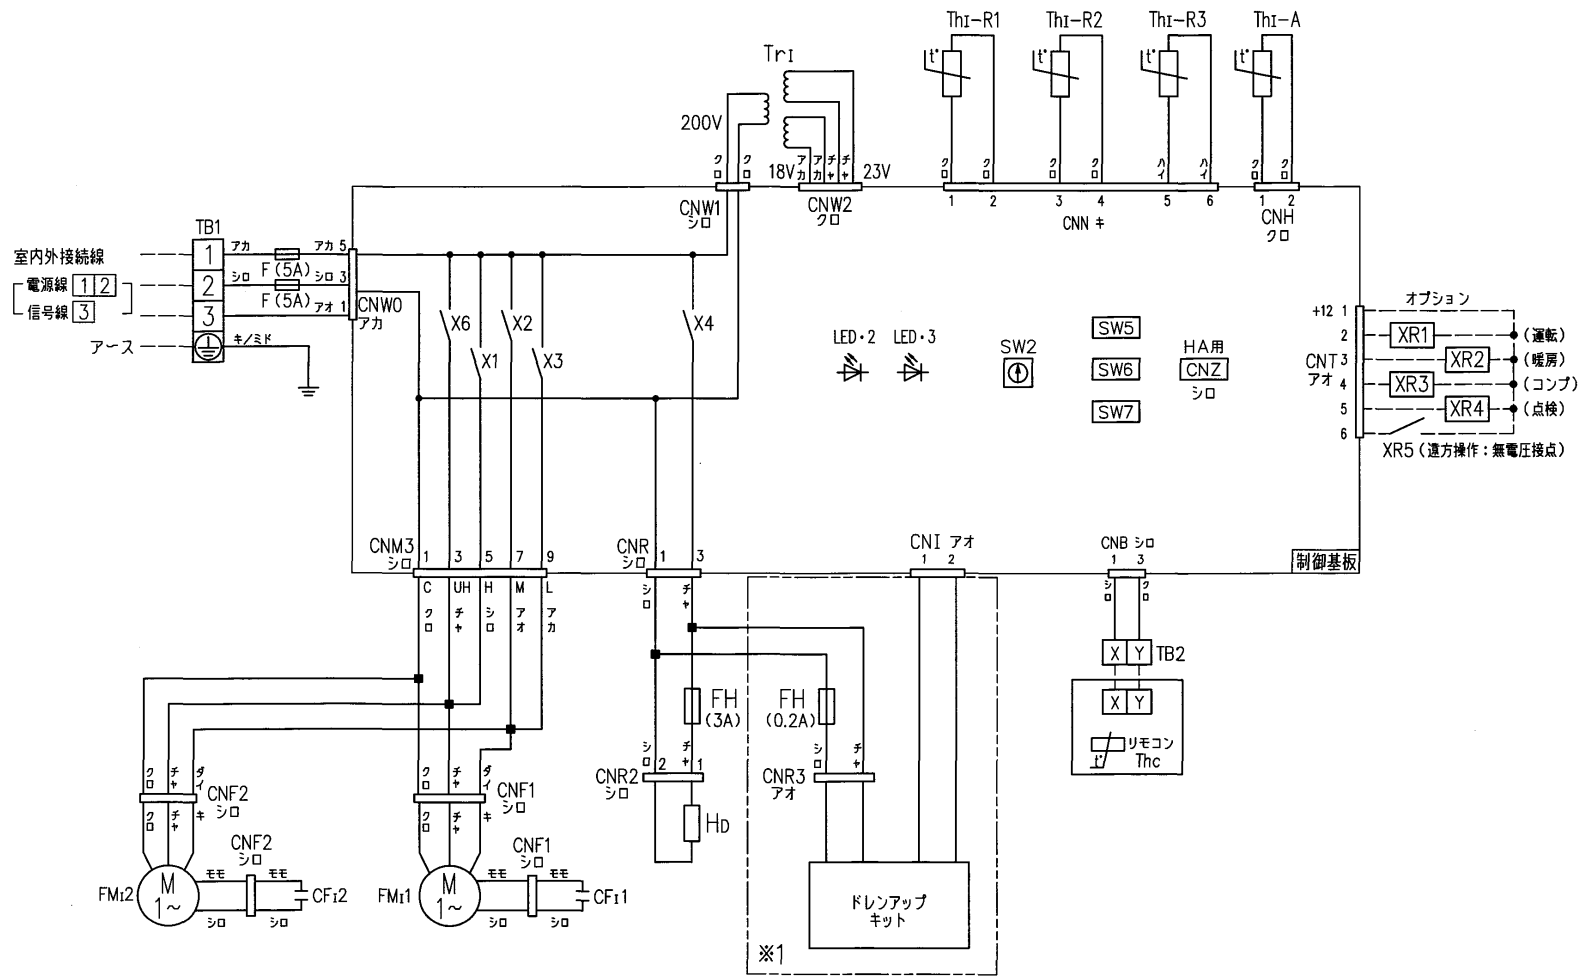 ThI-R1 ThI-R2 ThI-R3 ThI-A
TrI
t° t° t° t°
200V
クロ クロ 18V アカ アカ チャ チャ 23V クロ クロ クロ クロ ハイ ハイ クロ クロ
CNW1 シロ
CNW2 クロ
1 2 3 4 5 6
CNN キ
1 2
CNH クロ
TB1
室内外接続線
電源線 1 2
信号線 3
アース
1 アカ F(5A) アカ 5
2 シロ F(5A) シロ 3
3 アオ 1
キ/ミド
CNW0
アカ
X6 X2 X4
X1 X3
LED・2 LED・3
SW2
SW5
SW6
SW7
HA用
CNZ
シロ
オプション
+12 1
2 XR1 (運転)
CNT 3 XR2 (暖房)
アオ 4 XR3 (コンプ)
5 XR4 (点検)
6
XR5(遠方操作:無電圧接点)
制御基板
CNM3 シロ
1 3 5 7 9
C UH H M L
クロ チャ シロ アオ アカ
CNR シロ
1 3
シロ チャ
CNI アオ
1 2
CNB シロ
1 3
シロ クロ
X Y TB2
X Y
リモコン
t° Thc
FH (3A)
FH (0.2A)
シロ チャ
2 1
CNR2 シロ
HD
シロ チャ
CNR3 アオ
ドレンアップ
キット
※1
クロ チャ ダイ
CNF2 シロ
クロ チャ キ
クロ チャ ダイ
CNF1 シロ
クロ チャ キ
FMI2
M
1~
CNF2 シロ
モモ モモ
CFI2
シロ シロ
FMI1
M
1~
CNF1 シロ
モモ モモ
CFI1
シロ シロ